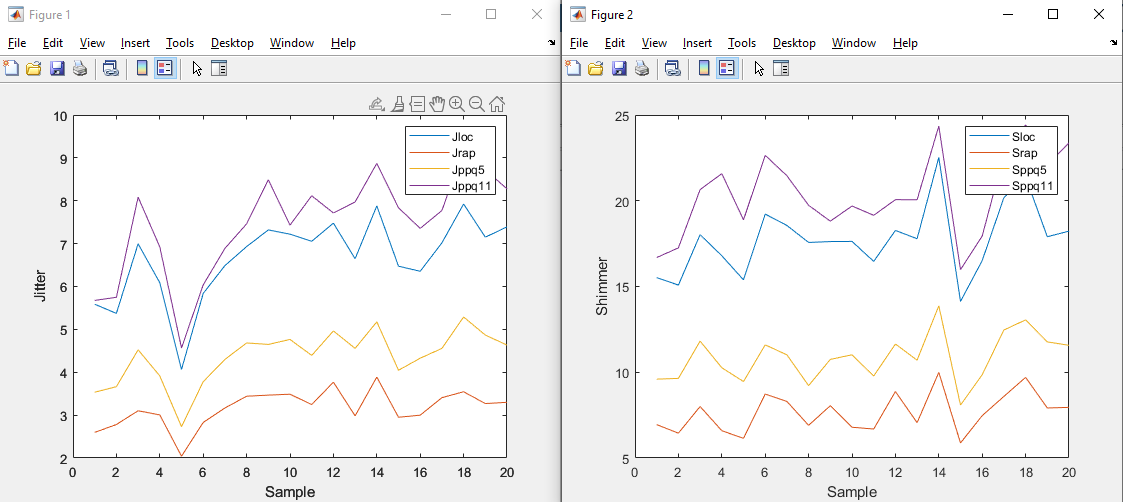 Figure 1
File Edit View Insert Tools Desktop Window Help
10
9
8
7
6
5
4
3
2
0 2 4 6 8 10 12 14 16 18 20
Jitter
Sample
Jloc
Jrap
Jppq5
Jppq11
Figure 2
File Edit View Insert Tools Desktop Window Help
25
20
15
10
5
0 2 4 6 8 10 12 14 16 18 20
Shimmer
Sample
Sloc
Srap
Sppq5
Sppq11